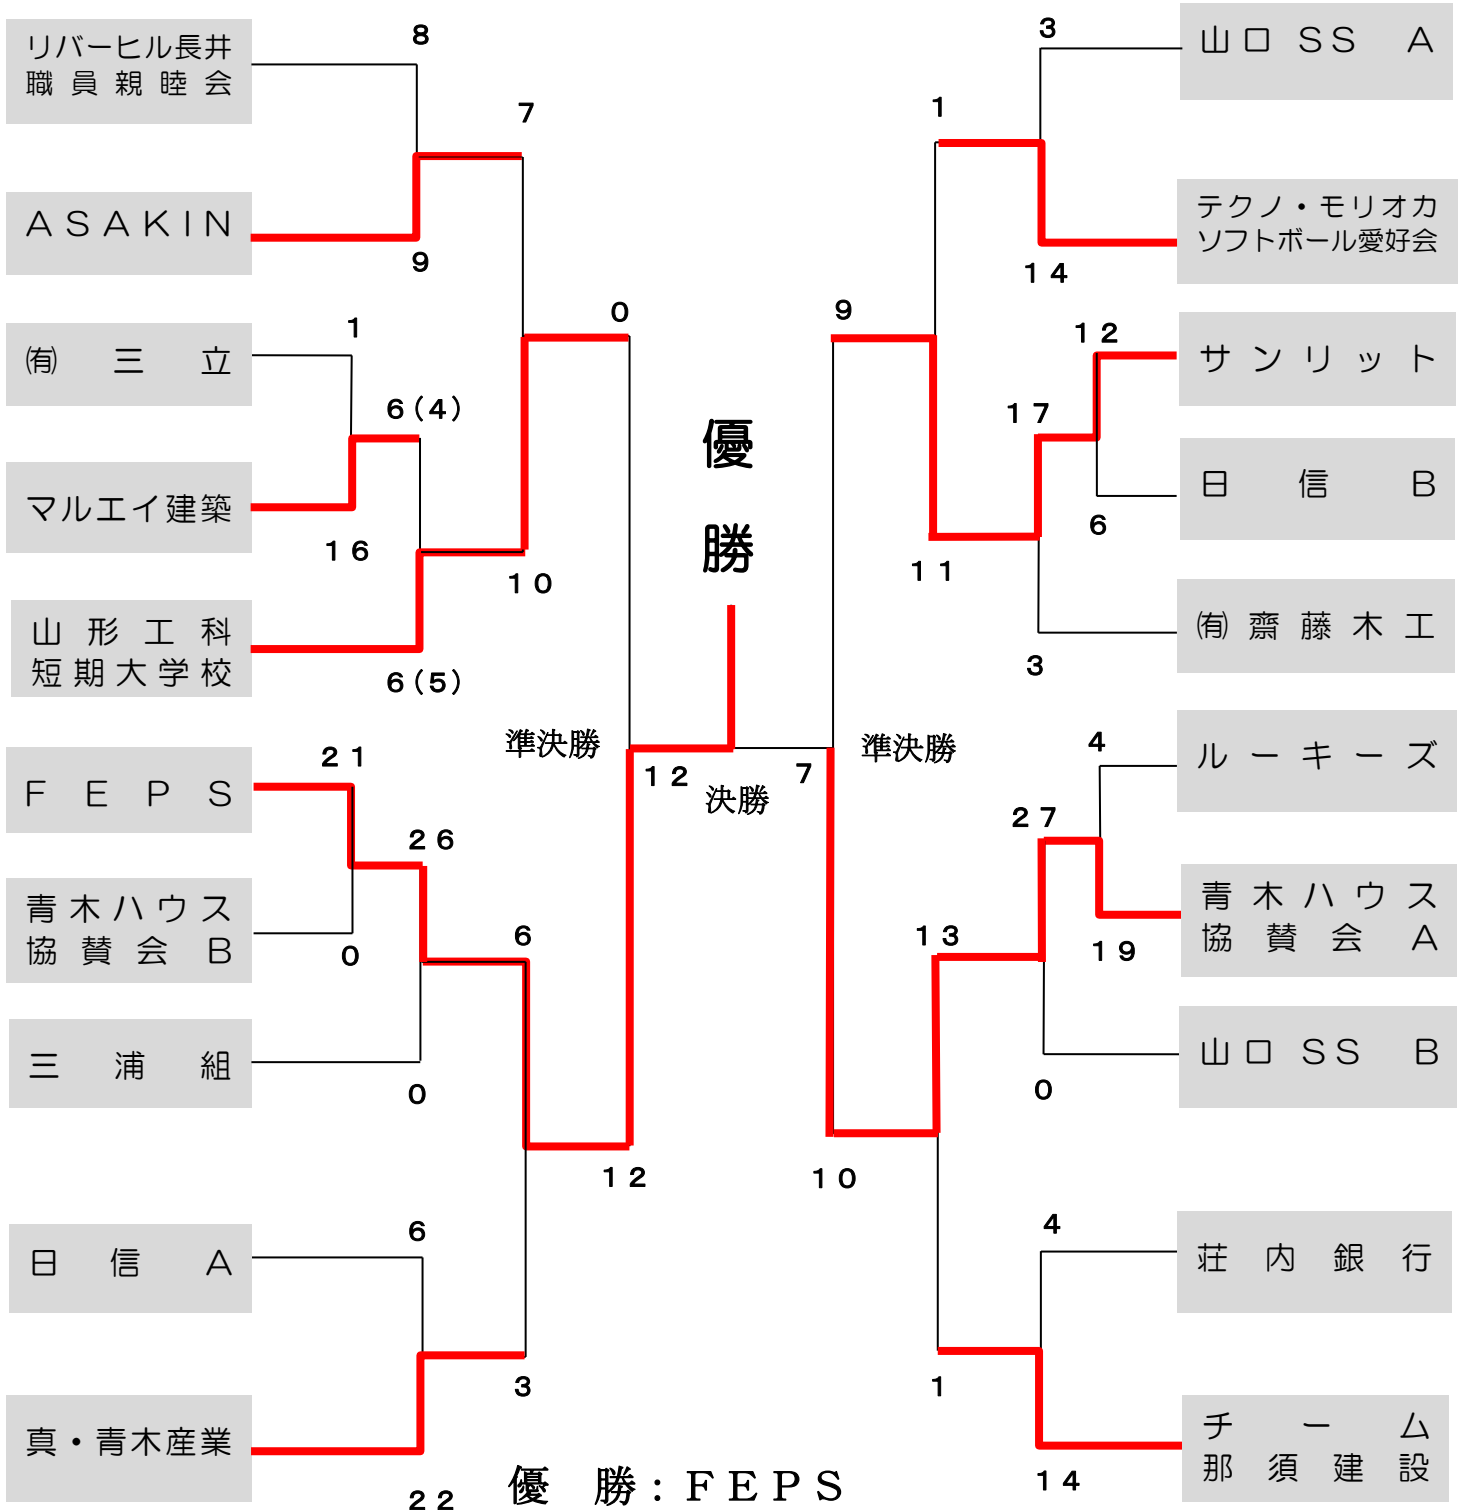 リバーヒル長井
職員親睦会
8
7
ASAKIN
9
0
㈲三立
1
6(4)
マルエイ建築
16
10
山形工科
短期大学校
6(5)
FEPS
21
26
青木ハウス
協賛会B
0
6
三浦組
0
12
日信A
6
3
真・青木産業
22
優勝
準決勝
準決勝
12
7
決勝
3
山口SS A
1
テクノ・モリオカ
ソフトボール愛好会
14
9
12
サンリット
17
日信B
6
11
㈲齋藤木工
3
4
ルーキーズ
27
青木ハウス
協賛会A
19
13
山口SS B
0
10
4
荘内銀行
1
チーム
那須建設
14
優 勝:FEPS